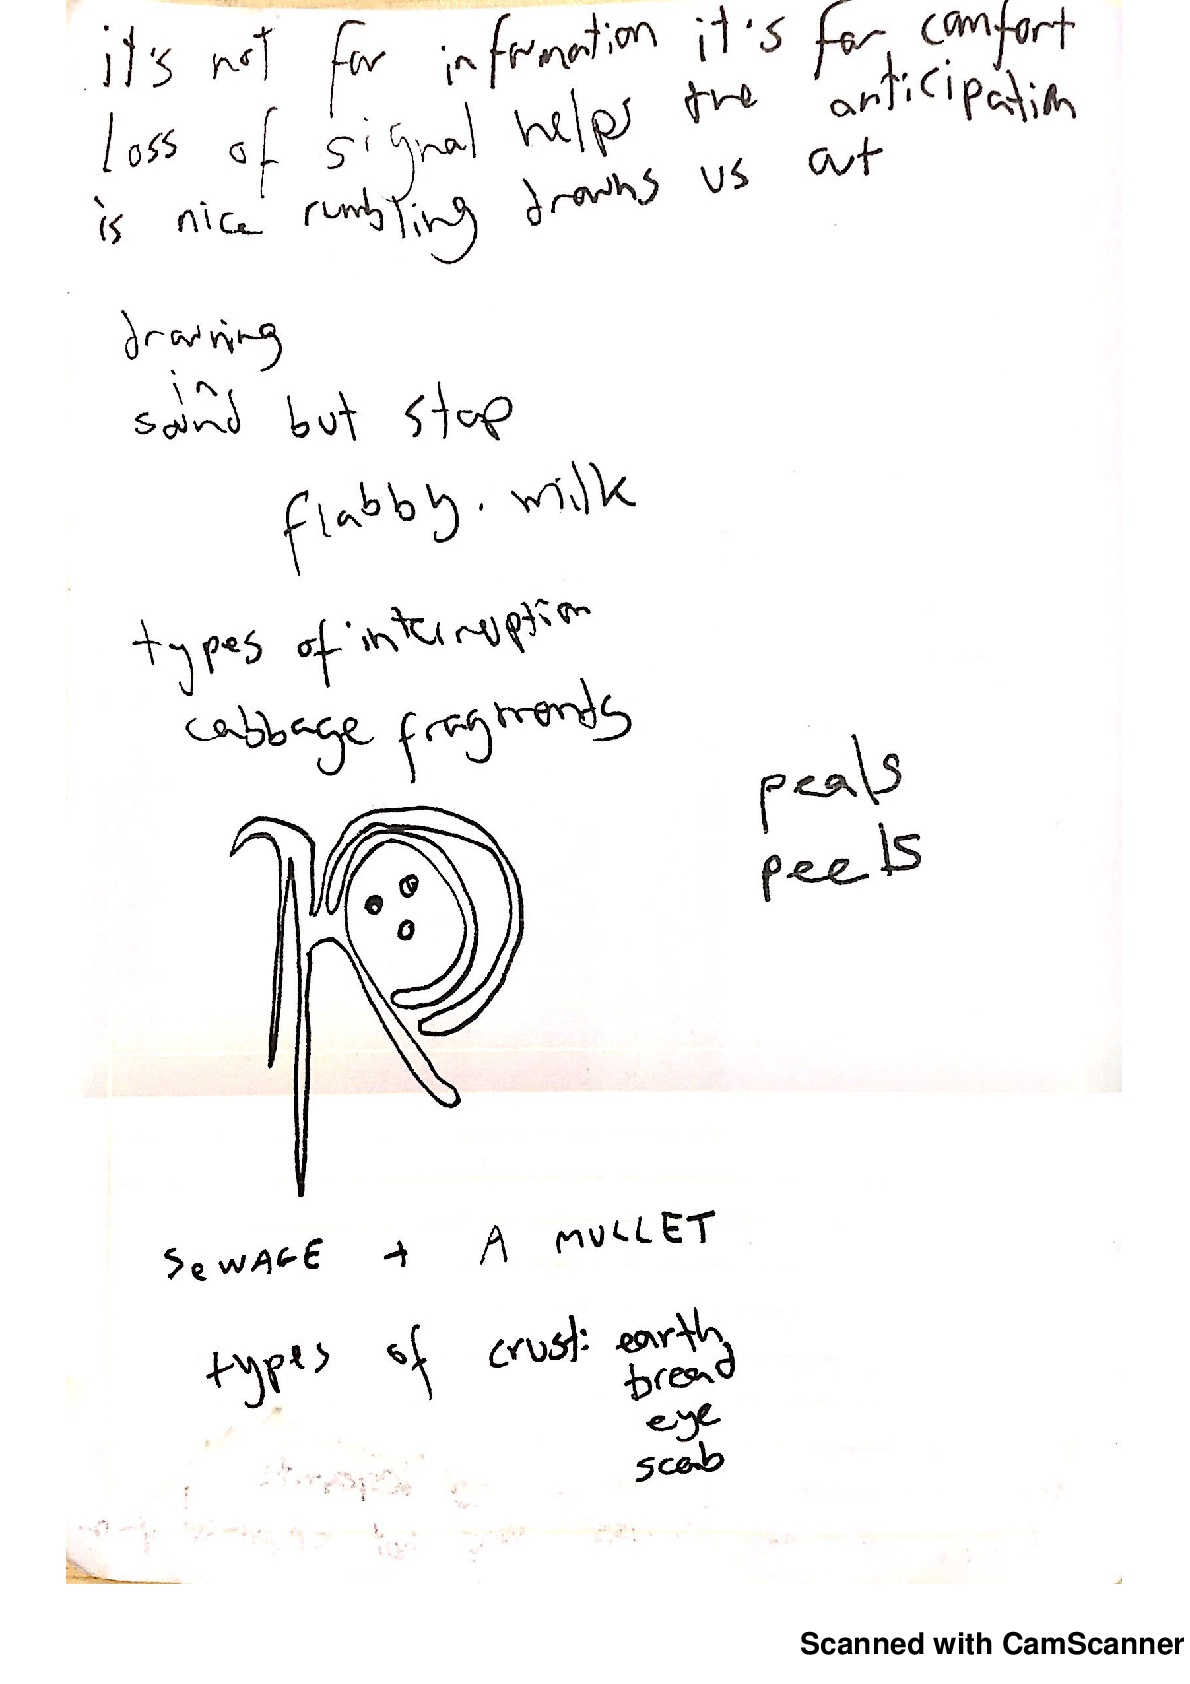 it's not for information it's for comfort
loss of signal helps the anticipation
is nice rumbling drowns us out
drawing
in
sand but stop
flabby. milk
types of interruption
cabbage fragments
peals
peels
SeWAGE + A MULLET
types of crust: earth,
bread
eye
scab
Scanned with CamScanner